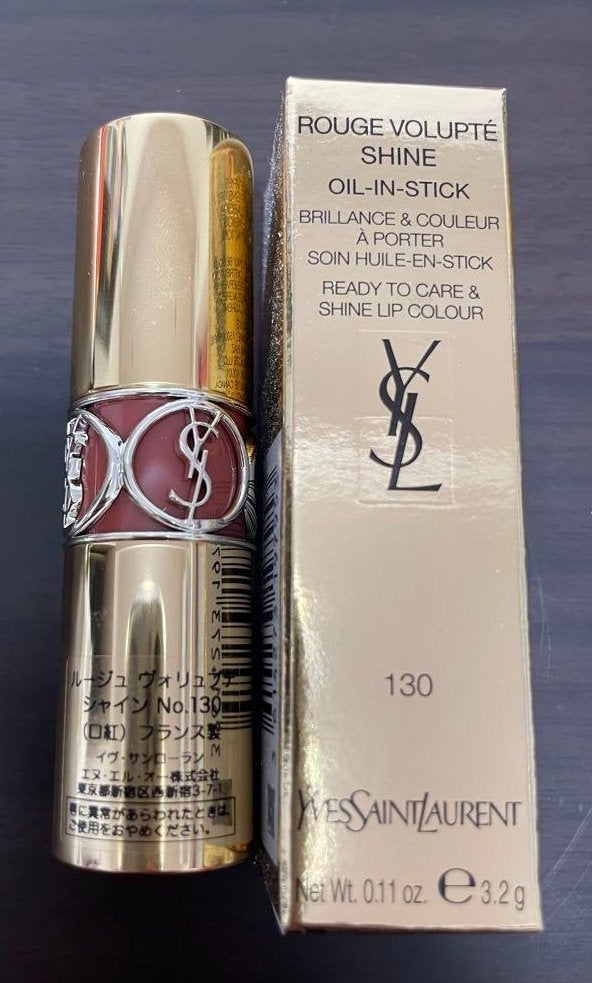 ROUGE VOLUPTÉ
SHINE
OIL-IN-STICK
BRILLANCE & COULEUR
À PORTER
SOIN HUILE-EN-STICK
READY TO CARE &
SHINE LIP COLOUR
YSL
130
YVESSAINTLAURENT
Net Wt. 0.11 oz. e 3.2 g
YSL
ルージュ ヴォリュプテ
シャイン No.130
(口紅) フランス製
イヴ・サンローラン
エヌ・エル・オー株式会社
東京都新宿区西新宿3-7-1
唇に異常があらわれたときは、
ご使用をおやめください。